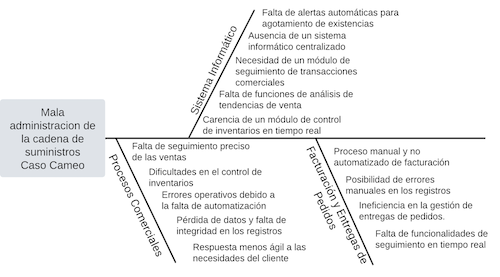 Mala
administracion de
la cadena de
suministros
Caso Cameo
Sistema Informático
Falta de alertas automáticas para
agotamiento de existencias
Ausencia de un sistema
informático centralizado
Necesidad de un módulo de
seguimiento de transacciones
comerciales
Falta de funciones de análisis de
tendencias de venta
Carencia de un módulo de control
de inventarios en tiempo real
Procesos Comerciales
Falta de seguimiento preciso
de las ventas
Dificultades en el control de
inventarios
Errores operativos debido a
la falta de automatización
Pérdida de datos y falta de
integridad en los registros
Respuesta menos ágil a las
necesidades del cliente
Facturación y Entregas de
Pedidos
Proceso manual y no
automatizado de facturación
Posibilidad de errores
manuales en los registros
Ineficiencia en la gestión de
entregas de pedidos.
Falta de funcionalidades de
seguimiento en tiempo real